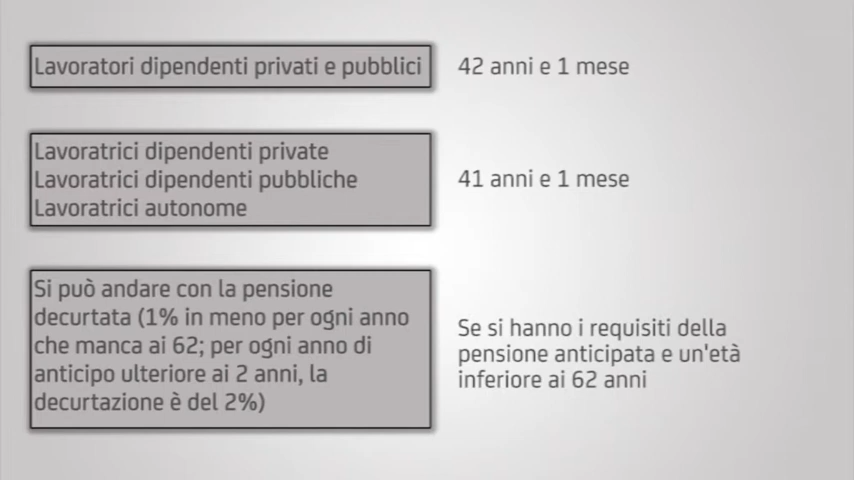 Lavoratori dipendenti privati e pubblici
42 anni e 1 mese
Lavoratrici dipendenti private
Lavoratrici dipendenti pubbliche
Lavoratrici autonome
41 anni e 1 mese
Si può andare con la pensione
decurtata (1% in meno per ogni anno
che manca ai 62; per ogni anno di
anticipo ulteriore ai 2 anni, la
decurtazione è del 2%)
Se si hanno i requisiti della
pensione anticipata e un'età
inferiore ai 62 anni